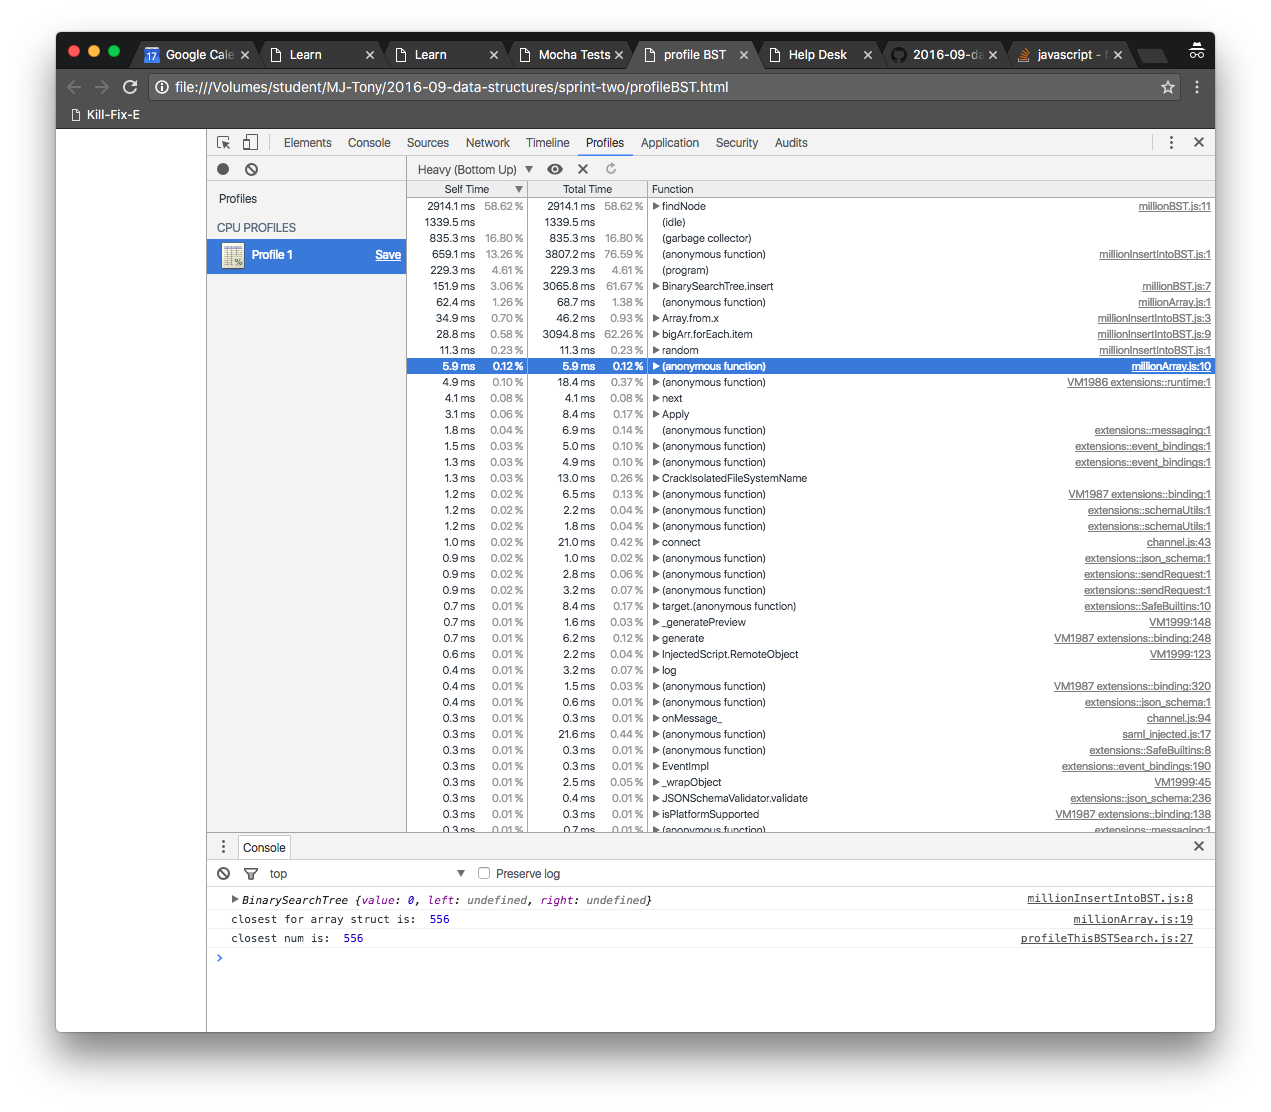 17 Google Cale
Learn
Learn
Mocha Tests
profile BST
Help Desk
2016-09-da
javascript - f
file:///Volumes/student/MJ-Tony/2016-09-data-structures/sprint-two/profileBST.html
Kill-Fix-E
Elements Console Sources Network Timeline Profiles Application Security Audits
Heavy (Bottom Up)
Profiles
CPU PROFILES
% Profile 1 Save
Self Time Total Time Function
2914.1 ms 58.62 % 2914.1 ms 58.62 % findNode millionBST.js:11
1339.5 ms 1339.5 ms (idle)
835.3 ms 16.80 % 835.3 ms 16.80 % (garbage collector)
659.1 ms 13.26 % 3807.2 ms 76.59 % (anonymous function) millionInsertIntoBST.js:1
229.3 ms 4.61 % 229.3 ms 4.61 % (program)
151.9 ms 3.06 % 3065.8 ms 61.67 % BinarySearchTree.insert millionBST.js:7
62.4 ms 1.26 % 68.7 ms 1.38 % (anonymous function) millionArray.js:1
34.9 ms 0.70 % 46.2 ms 0.93 % Array.from.x millionInsertIntoBST.js:3
28.8 ms 0.58 % 3094.8 ms 62.26 % bigArr.forEach.item millionInsertIntoBST.js:9
11.3 ms 0.23 % 11.3 ms 0.23 % random millionInsertIntoBST.js:1
5.9 ms 0.12 % 5.9 ms 0.12 % (anonymous function) millionArray.js:10
4.9 ms 0.10 % 18.4 ms 0.37 % (anonymous function) VM1986 extensions::runtime:1
4.1 ms 0.08 % 4.1 ms 0.08 % next
3.1 ms 0.06 % 8.4 ms 0.17 % Apply
1.8 ms 0.04 % 6.9 ms 0.14 % (anonymous function) extensions::messaging:1
1.5 ms 0.03 % 5.0 ms 0.10 % (anonymous function) extensions::event_bindings:1
1.3 ms 0.03 % 4.9 ms 0.10 % (anonymous function) extensions::event_bindings:1
1.3 ms 0.03 % 13.0 ms 0.26 % CrackIsolatedFileSystemName
1.2 ms 0.02 % 6.5 ms 0.13 % (anonymous function) VM1987 extensions::binding:1
1.2 ms 0.02 % 2.2 ms 0.04 % (anonymous function) extensions::schemaUtils:1
1.2 ms 0.02 % 1.8 ms 0.04 % (anonymous function) extensions::schemaUtils:1
1.0 ms 0.02 % 21.0 ms 0.42 % connect channel.js:43
0.9 ms 0.02 % 1.0 ms 0.02 % (anonymous function) extensions::json_schema:1
0.9 ms 0.02 % 2.8 ms 0.06 % (anonymous function) extensions::sendRequest:1
0.9 ms 0.02 % 3.2 ms 0.07 % (anonymous function) extensions::sendRequest:1
0.7 ms 0.01 % 8.4 ms 0.17 % target.(anonymous function) extensions::SafeBuiltins:10
0.7 ms 0.01 % 1.6 ms 0.03 % _generatePreview VM1999:148
0.7 ms 0.01 % 6.2 ms 0.12 % generate VM1987 extensions::binding:248
0.6 ms 0.01 % 2.2 ms 0.04 % InjectedScript.RemoteObject VM1999:123
0.4 ms 0.01 % 3.2 ms 0.07 % log
0.4 ms 0.01 % 1.5 ms 0.03 % (anonymous function) VM1987 extensions::binding:320
0.4 ms 0.01 % 0.6 ms 0.01 % (anonymous function) extensions::json_schema:1
0.3 ms 0.01 % 0.3 ms 0.01 % onMessage_ channel.js:94
0.3 ms 0.01 % 21.6 ms 0.44 % (anonymous function) saml_injected.js:17
0.3 ms 0.01 % 0.3 ms 0.01 % (anonymous function) extensions::SafeBuiltins:8
0.3 ms 0.01 % 0.3 ms 0.01 % EventImpl extensions::event_bindings:190
0.3 ms 0.01 % 2.5 ms 0.05 % _wrapObject VM1999:45
0.3 ms 0.01 % 0.4 ms 0.01 % JSONSchemaValidator.validate extensions::json_schema:236
0.3 ms 0.01 % 0.3 ms 0.01 % isPlatformSupported VM1987 extensions::binding:138
0.3 ms 0.01 % 0.7 ms 0.01 % (anonymous function) extensions::messaging:1
Console
top Preserve log
BinarySearchTree {value: 0, left: undefined, right: undefined} millionInsertIntoBST.js:8
closest for array struct is: 556 millionArray.js:19
closest num is: 556 profileThisBSTSearch.js:27